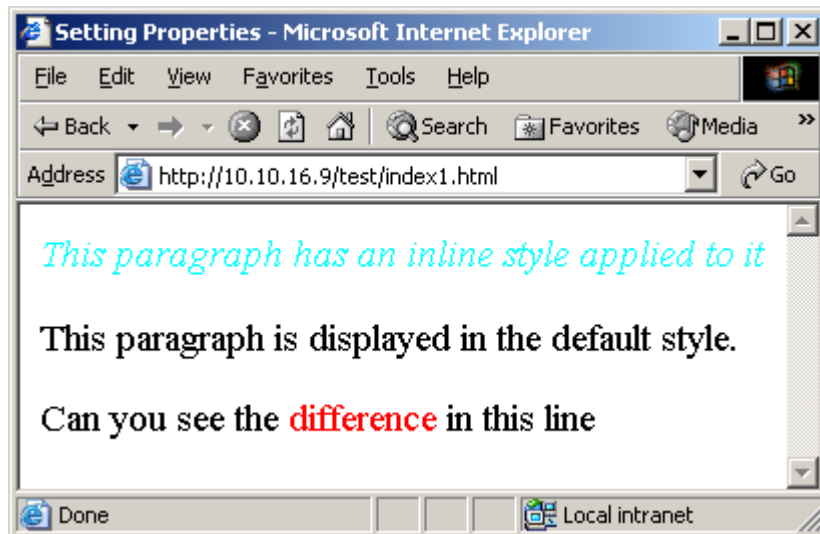 Setting Properties - Microsoft Internet Explorer
File Edit View Favorites Tools Help
Back Search Favorites Media »
Address http://10.10.16.9/test/index1.html Go
This paragraph has an inline style applied to it
This paragraph is displayed in the default style.
Can you see the difference in this line
Done Local intranet